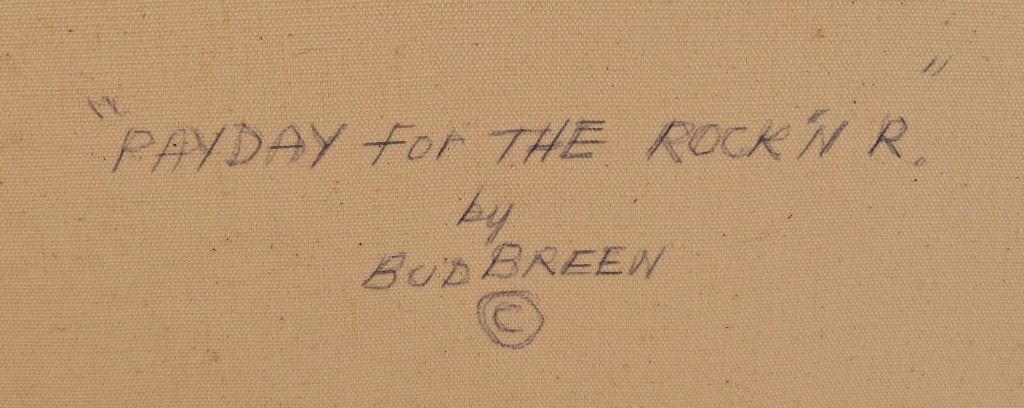 "PAYDAY for THE ROCK'N R."
by
BUD BREEN
©